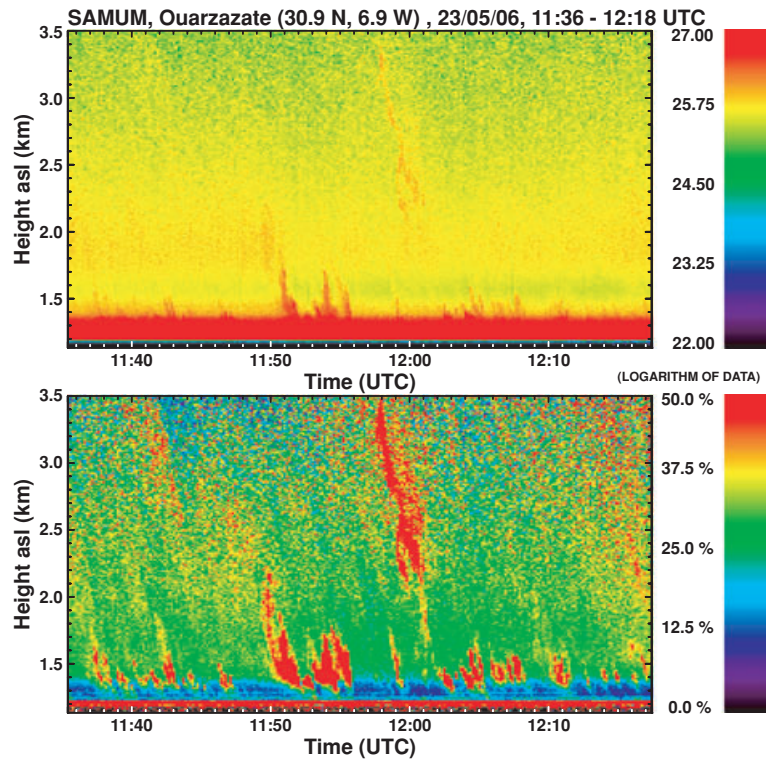 SAMUM, Ouarzazate (30.9 N, 6.9 W) , 23/05/06, 11:36 - 12:18 UTC
3.5
3.0
2.5
2.0
1.5
Height asl (km)
11:40 11:50 12:00 12:10
Time (UTC)
27.00
25.75
24.50
23.25
22.00
(LOGARITHM OF DATA)
3.5
3.0
2.5
2.0
1.5
Height asl (km)
11:40 11:50 12:00 12:10
Time (UTC)
50.0 %
37.5 %
25.0 %
12.5 %
0.0 %